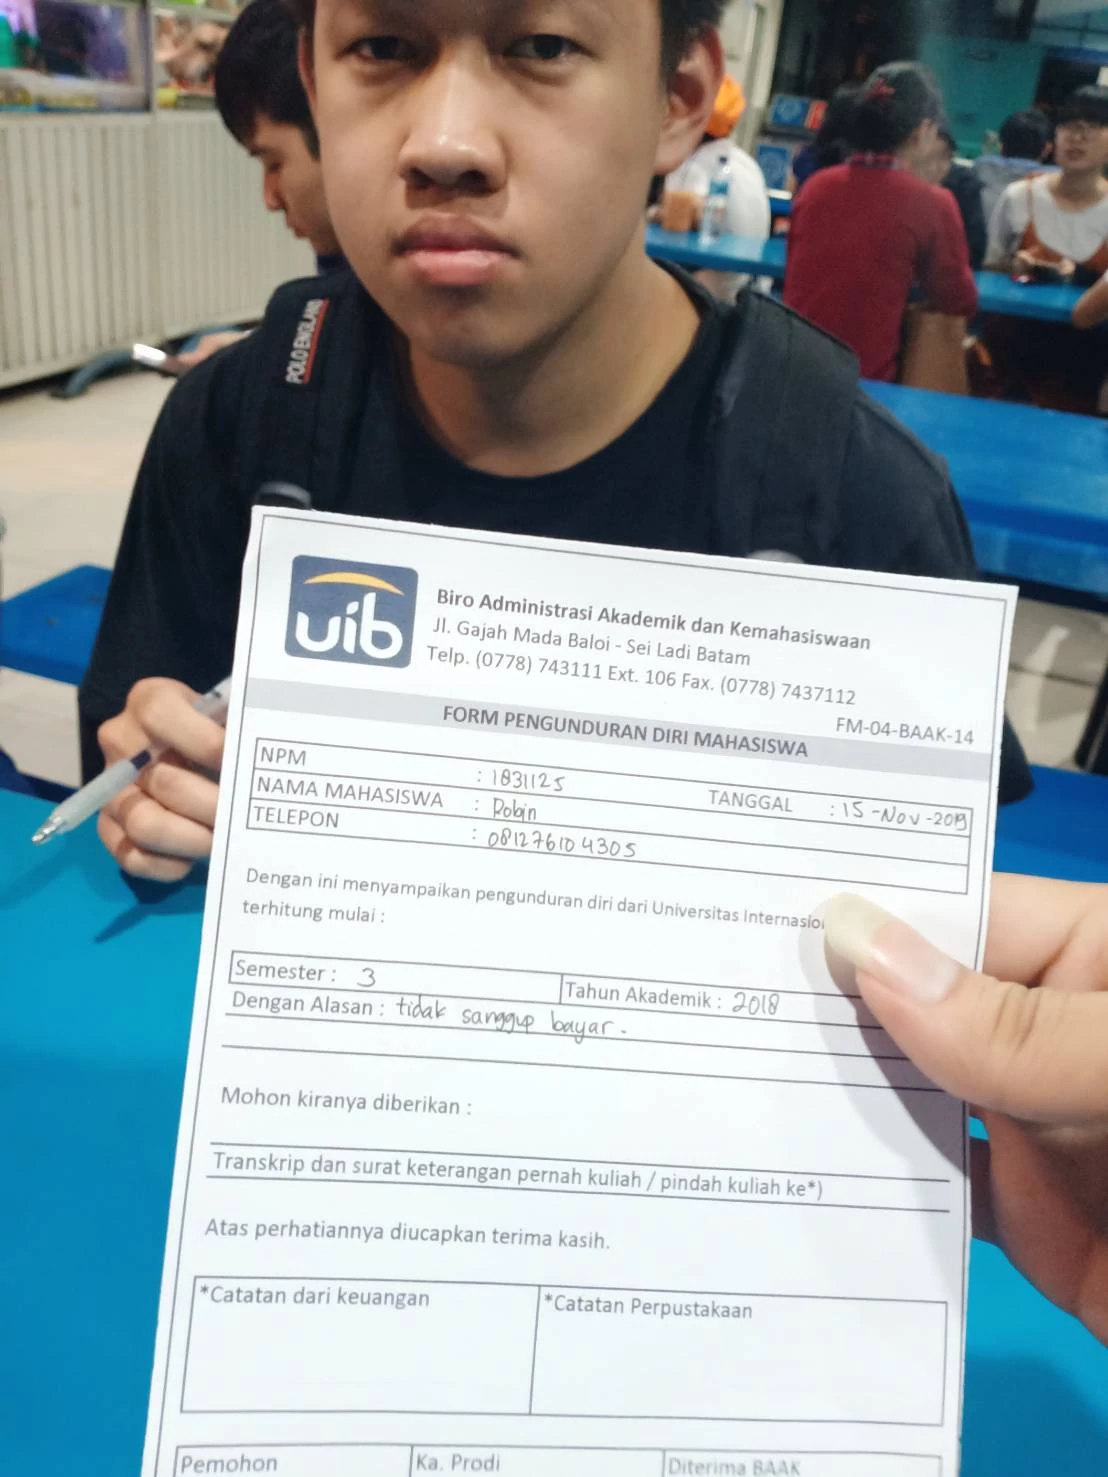 POLO ENGLAND
uib
Biro Administrasi Akademik dan Kemahasiswaan
Jl. Gajah Mada Baloi - Sei Ladi Batam
Telp. (0778) 743111 Ext. 106 Fax. (0778) 7437112
FM-04-BAAK-14
FORM PENGUNDURAN DIRI MAHASISWA
NPM : 1831125 TANGGAL : 15-Nov-2019
NAMA MAHASISWA : Robin
TELEPON : 081276104305
Dengan ini menyampaikan pengunduran diri dari Universitas Internasio
terhitung mulai :
Semester : 3 Tahun Akademik : 2018
Dengan Alasan : tidak sanggup bayar.
Mohon kiranya diberikan :
Transkrip dan surat keterangan pernah kuliah / pindah kuliah ke*)
Atas perhatiannya diucapkan terima kasih.
*Catatan dari keuangan *Catatan Perpustakaan
Pemohon Ka. Prodi Diterima BAAK